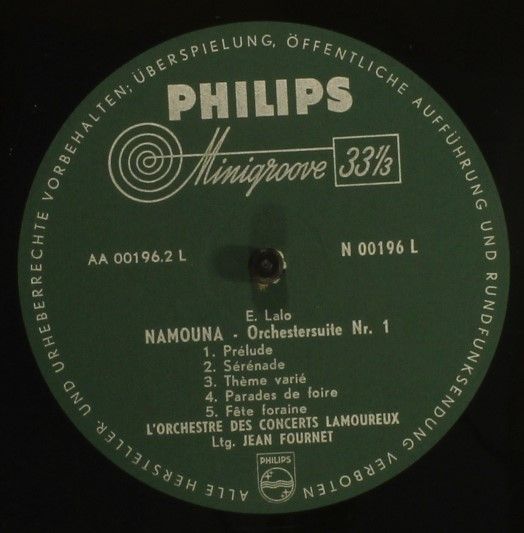 ALLE HERSTELLER- UND URHEBERRECHTE VORBEHALTEN; ÜBERSPIELUNG, ÖFFENTLICHE AUFFÜHRUNG UND RUNDFUNKSENDUNG VERBOTEN
PHILIPS
Minigroove 33⅓
AA 00196.2 L N 00196 L
E. Lalo
NAMOUNA - Orchestersuite Nr. 1
1. Prélude
2. Sérénade
3. Thème varié
4. Parades de foire
5. Fête foraine
L'ORCHESTRE DES CONCERTS LAMOUREUX
Ltg. JEAN FOURNET
PHILIPS